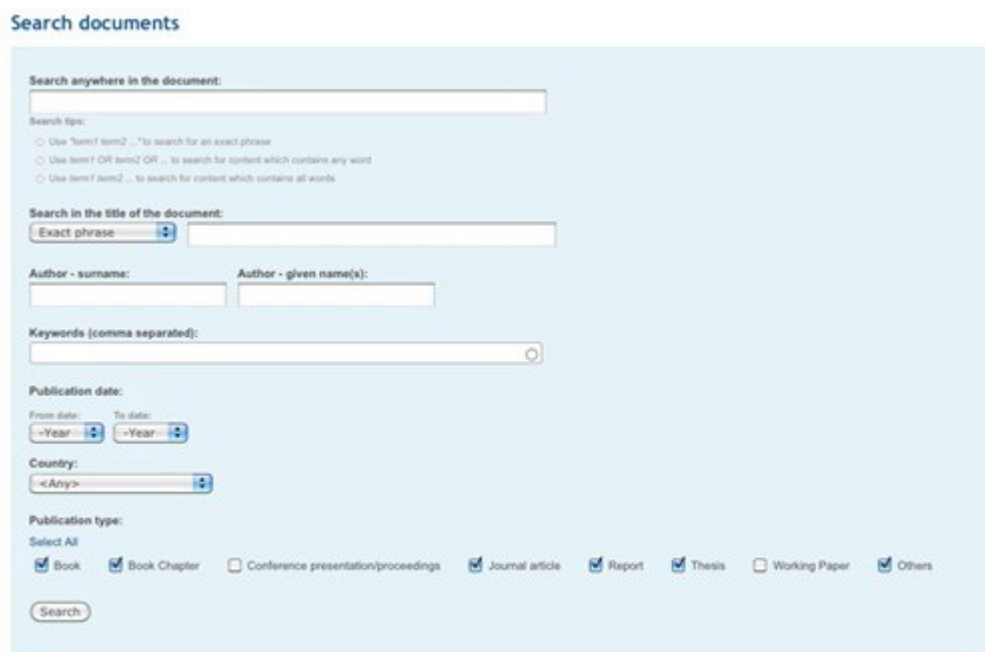 Search documents
Search anywhere in the document:
Search tips:
Use "term1 term2 ..." to search for an exact phrase
Use term1 OR term2 OR ... to search for content which contains any word
Use term1 term2 ... to search for content which contains all words
Search in the title of the document:
Exact phrase
Author - surname: Author - given name(s):
Keywords (comma separated):
Publication date:
From date: To date:
-Year -Year
Country:
<Any>
Publication type:
Select All
Book Book Chapter Conference presentation/proceedings Journal article Report Thesis Working Paper Others
Search